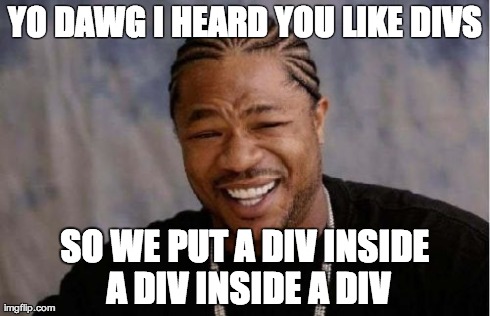 YO DAWG I HEARD YOU LIKE DIVS
SO WE PUT A DIV INSIDE
A DIV INSIDE A DIV
imgflip.com